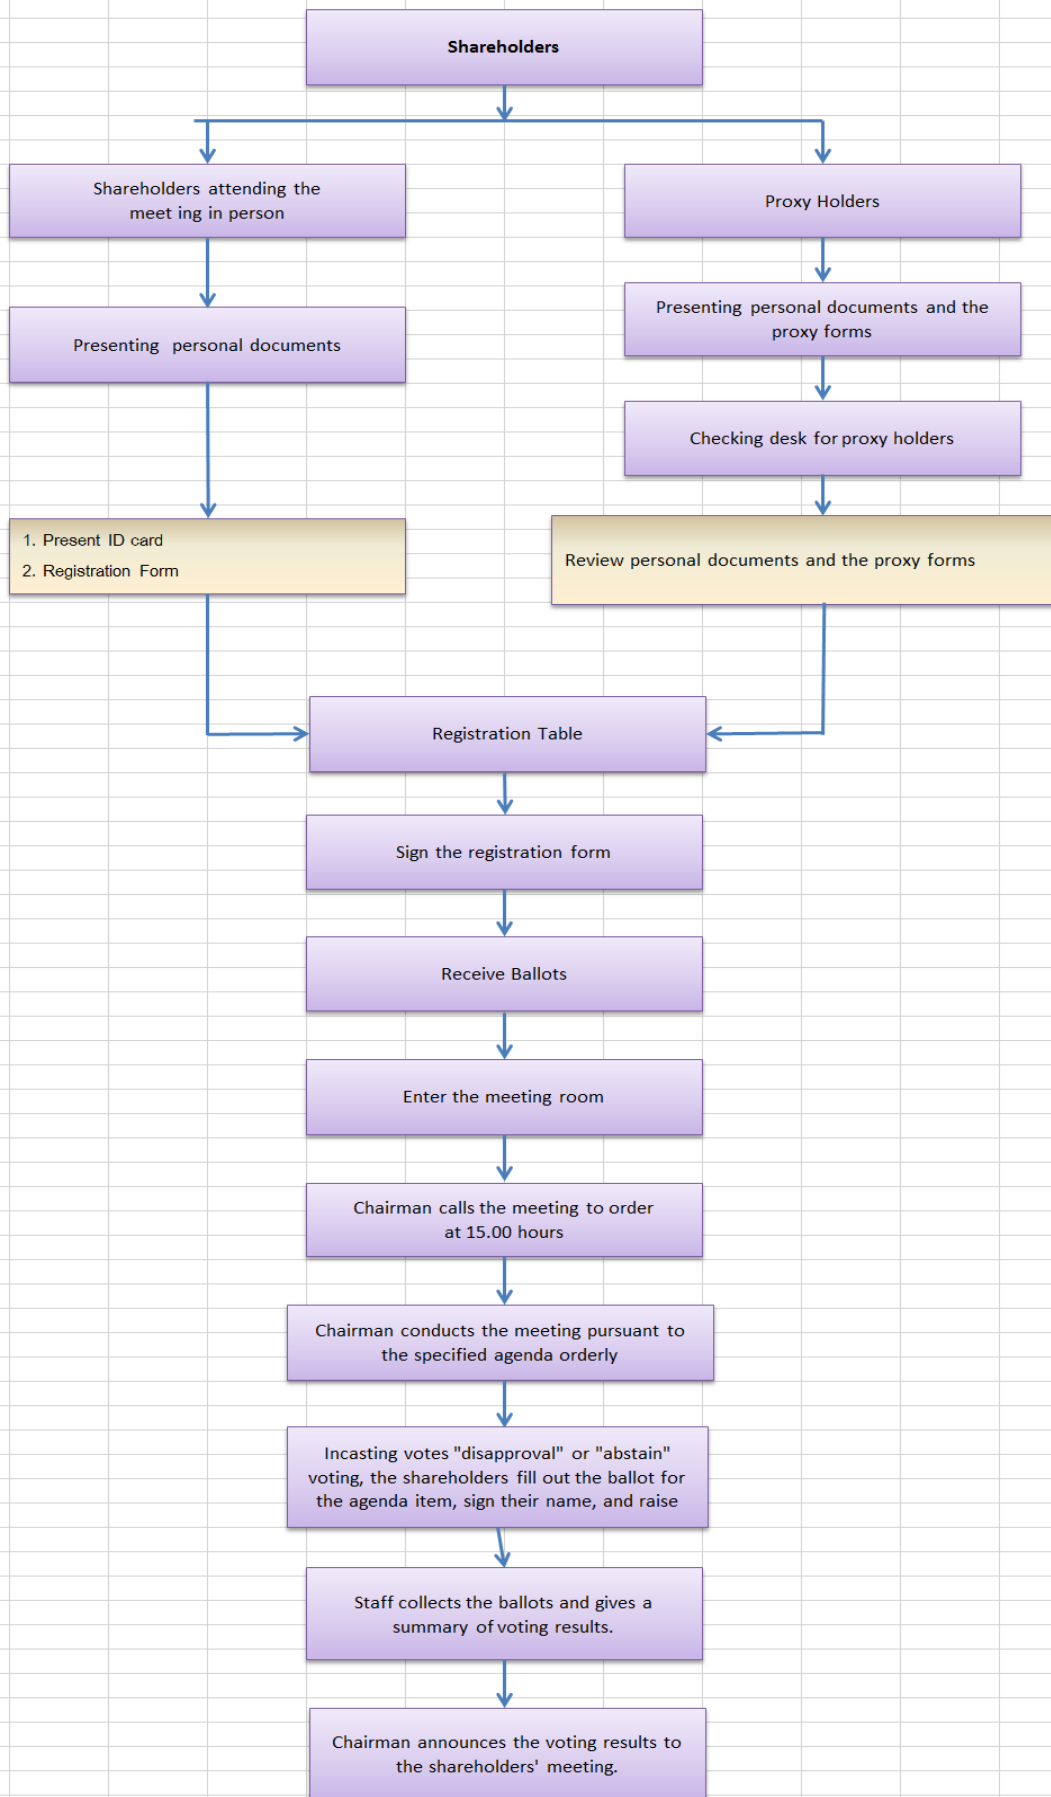 Shareholders
Shareholders attending the
meet ing in person
Proxy Holders
Presenting personal documents
Presenting personal documents and the
proxy forms
Checking desk for proxy holders
1. Present ID card
2. Registration Form
Review personal documents and the proxy forms
Registration Table
Sign the registration form
Receive Ballots
Enter the meeting room
Chairman calls the meeting to order
at 15.00 hours
Chairman conducts the meeting pursuant to
the specified agenda orderly
Incasting votes "disapproval" or "abstain"
voting, the shareholders fill out the ballot for
the agenda item, sign their name, and raise
Staff collects the ballots and gives a
summary of voting results.
Chairman announces the voting results to
the shareholders' meeting.